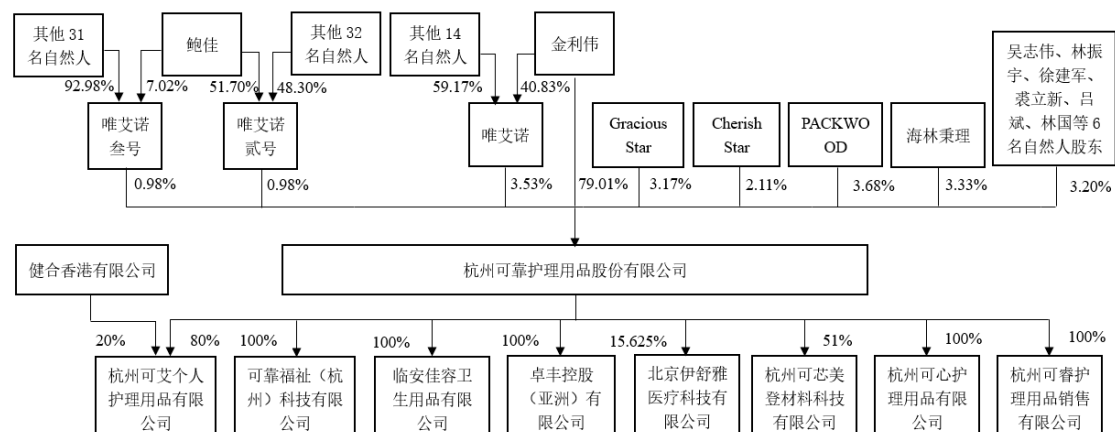 其他 31
名自然人
鲍佳
其他 32
名自然人
其他 14
名自然人
金利伟
92.98%
7.02%
51.70%
48.30%
59.17%
40.83%
唯艾诺
叁号
唯艾诺
贰号
唯艾诺
Gracious
Star
Cherish
Star
PACKWO
OD
海林秉理
吴志伟、林振
宇、徐建军、
裘立新、吕
斌、林国等 6
名自然人股东
0.98%
0.98%
3.53%
79.01%
3.17%
2.11%
3.68%
3.33%
3.20%
健合香港有限公司
杭州可靠护理用品股份有限公司
20%
80%
100%
100%
100%
15.625%
51%
100%
100%
杭州可艾个人
护理用品有限
公司
可靠福祉（杭
州）科技有限
公司
临安佳容卫
生用品有限
公司
卓丰控股
（亚洲）有
限公司
北京伊舒雅
医疗科技有
限公司
杭州可芯美
登材料科技
有限公司
杭州可心护
理用品有限
公司
杭州可睿护
理用品销售
有限公司